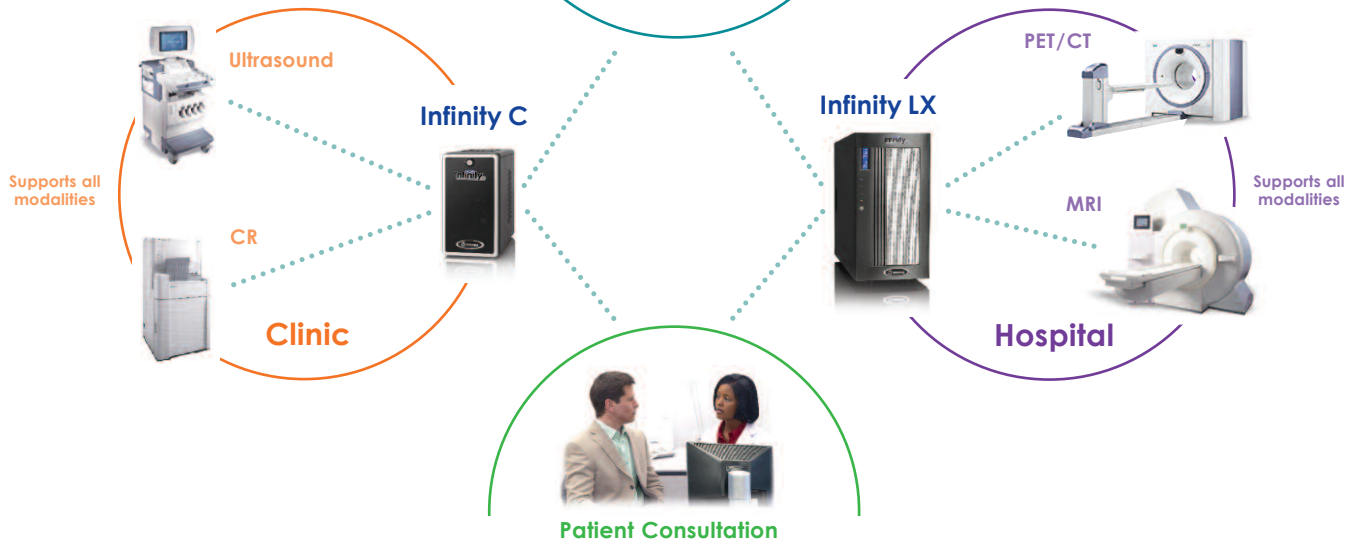 Ultrasound
PET/CT
Infinity C
Infinity LX
Supports all
modalities
Supports all
modalities
MRI
CR
Clinic
Hospital
Patient Consultation